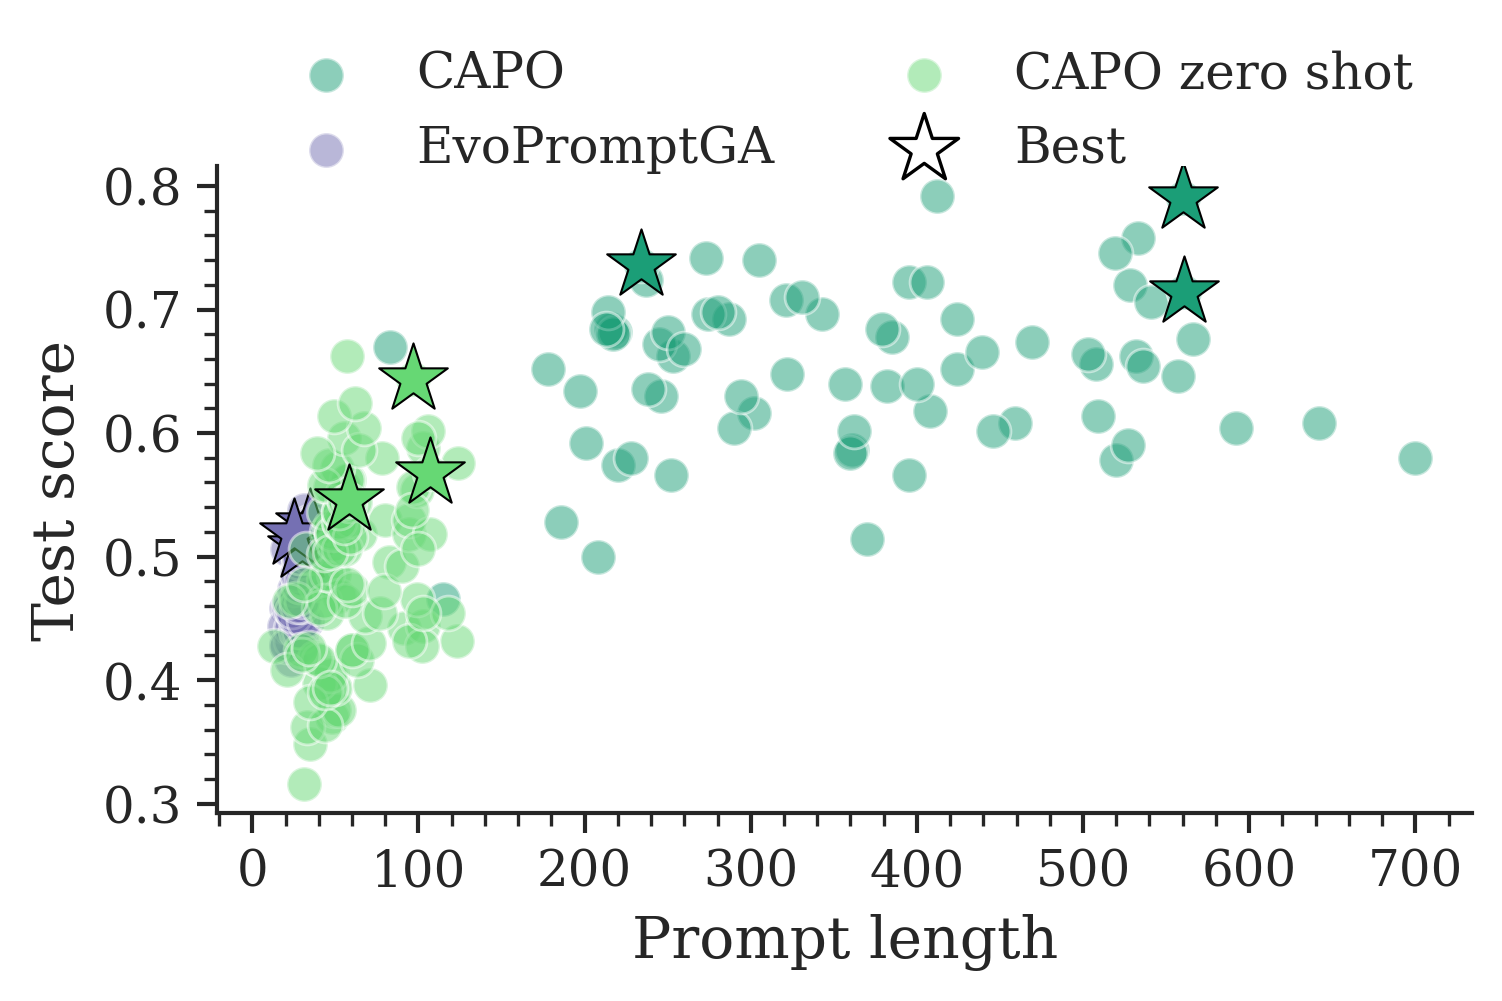 CAPO
CAPO zero shot
EvoPromptGA
Best
0.8
0.7
0.6
0.5
0.4
0.3
Test score
0 100 200 300 400 500 600 700
Prompt length